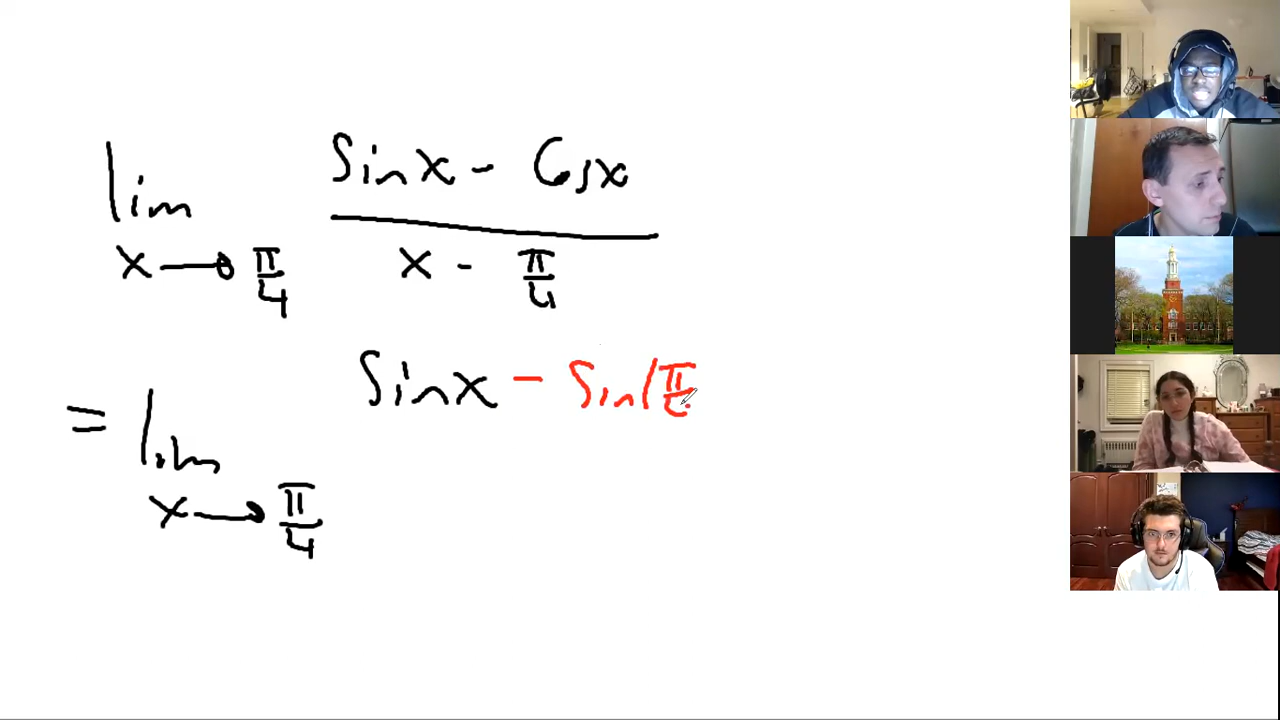 lim sinx - cosx
x → π/4 x - π/4
= lim sinx - sin(π/4
x → π/4